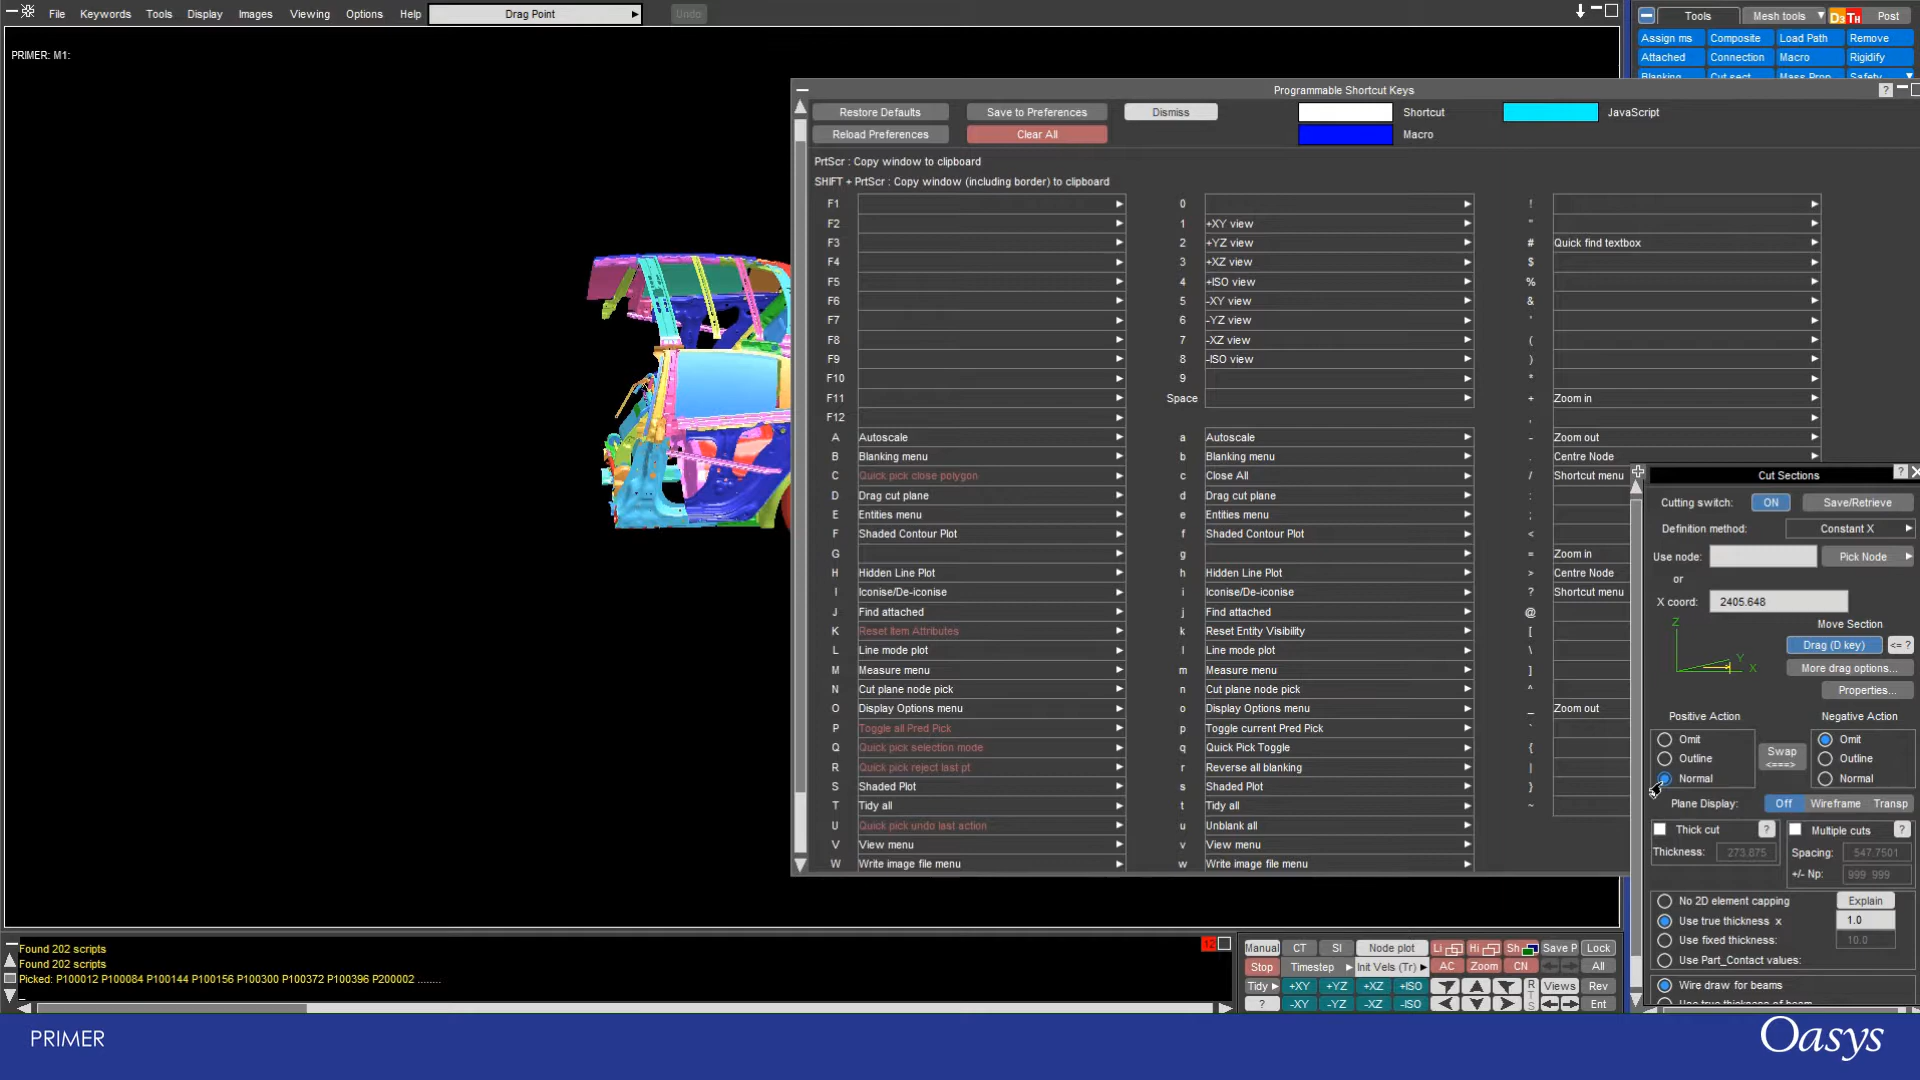 File Keywords Tools Display Images Viewing Options Help Drag Point Undo
Tools Mesh tools D3 TH Post
Assign ms Composite Load Path Remove
Attached Connection Macro Rigidify
PRIMER: M1:
Programmable Shortcut Keys ?
Restore Defaults Save to Preferences Dismiss Shortcut JavaScript
Reload Preferences Clear All Macro
PrtScr : Copy window to clipboard
SHIFT + PrtScr : Copy window (including border) to clipboard
F1 0 !
F2 1 +XY view "
F3 2 +YZ view # Quick find textbox
F4 3 +XZ view $
F5 4 +ISO view %
F6 5 -XY view &
F7 6 -YZ view '
F8 7 -XZ view (
F9 8 -ISO view )
F10 9 *
F11 Space + Zoom in
F12 ,
A Autoscale a Autoscale - Zoom out
B Blanking menu b Blanking menu . Centre Node
C Quick pick close polygon c Close All / Shortcut menu
D Drag cut plane d Drag cut plane :
E Entities menu e Entities menu ;
F Shaded Contour Plot f Shaded Contour Plot <
G g = Zoom in
H Hidden Line Plot h Hidden Line Plot > Centre Node
I Iconise/De-iconise i Iconise/De-iconise ? Shortcut menu
J Find attached j Find attached @
K Reset Item Attributes k Reset Entity Visibility [
L Line mode plot l Line mode plot \
M Measure menu m Measure menu ]
N Cut plane node pick n Cut plane node pick ^
O Display Options menu o Display Options menu _ Zoom out
P Toggle all Pred Pick p Toggle current Pred Pick `
Q Quick pick selection mode q Quick Pick Toggle {
R Quick pick reject last pt r Reverse all blanking |
S Shaded Plot s Shaded Plot }
T Tidy all t Tidy all ~
U Quick pick undo last action u Unblank all
V View menu v View menu
W Write image file menu w Write image file menu
Cut Sections ?
Cutting switch: ON Save/Retrieve
Definition method: Constant X
Use node: Pick Node
or
X coord: 2405.648
Z Y X
Move Section
Drag (D key) <= ?
More drag options...
Properties...
Positive Action Negative Action
Omit Swap Omit
Outline <===> Outline
Normal Normal
Plane Display: Off Wireframe Transp
Thick cut ? Multiple cuts ?
Thickness: 273.875 Spacing: 547.7501
+/- Np: 999 999
No 2D element capping Explain
Use true thickness x 1.0
Use fixed thickness: 10.0
Use Part_Contact values:
Wire draw for beams
Found 202 scripts
Found 202 scripts
Picked: P100012 P100084 P100144 P100156 P100300 P100372 P100396 P200002 ........
12
Manual CT SI Node plot Li Hi Sh Save P Lock
Stop Timestep Init Vels (Tr) AC Zoom CN All
Tidy +XY +YZ +XZ +ISO R Views Rev
? -XY -YZ -XZ -ISO T S Ent
PRIMER
Oasys